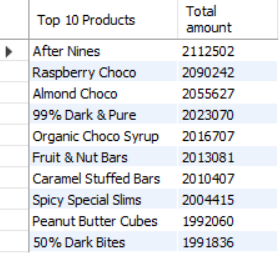 Top 10 Products Total amount
After Nines 2112502
Raspberry Choco 2090242
Almond Choco 2055627
99% Dark & Pure 2023070
Organic Choco Syrup 2016707
Fruit & Nut Bars 2013081
Caramel Stuffed Bars 2010407
Spicy Special Slims 2004415
Peanut Butter Cubes 1992060
50% Dark Bites 1991836